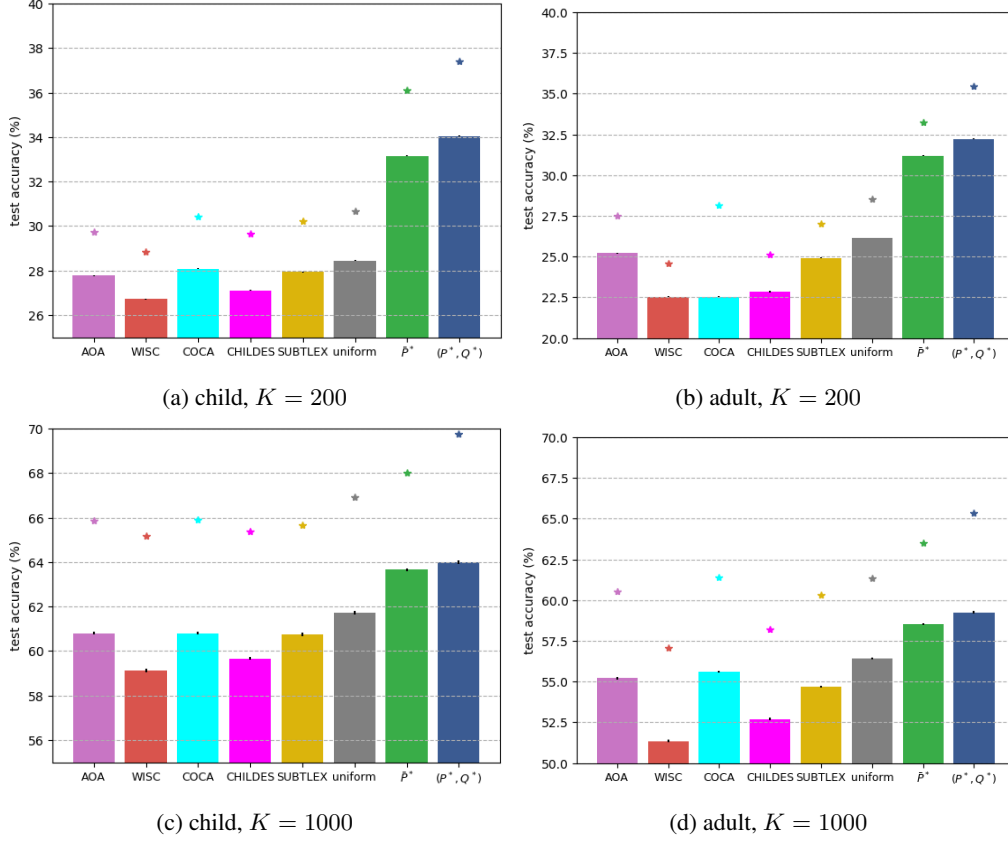 40
38
36
34
32
30
28
26
test accuracy (%)
AOA WISC COCA CHILDES SUBTLEX uniform P̄* (P*, Q*)
(a) child, K = 200
40.0
37.5
35.0
32.5
30.0
27.5
25.0
22.5
20.0
test accuracy (%)
AOA WISC COCA CHILDES SUBTLEX uniform P̄* (P*, Q*)
(b) adult, K = 200
70
68
66
64
62
60
58
56
test accuracy (%)
AOA WISC COCA CHILDES SUBTLEX uniform P̄* (P*, Q*)
(c) child, K = 1000
70.0
67.5
65.0
62.5
60.0
57.5
55.0
52.5
50.0
test accuracy (%)
AOA WISC COCA CHILDES SUBTLEX uniform P̄* (P*, Q*)
(d) adult, K = 1000